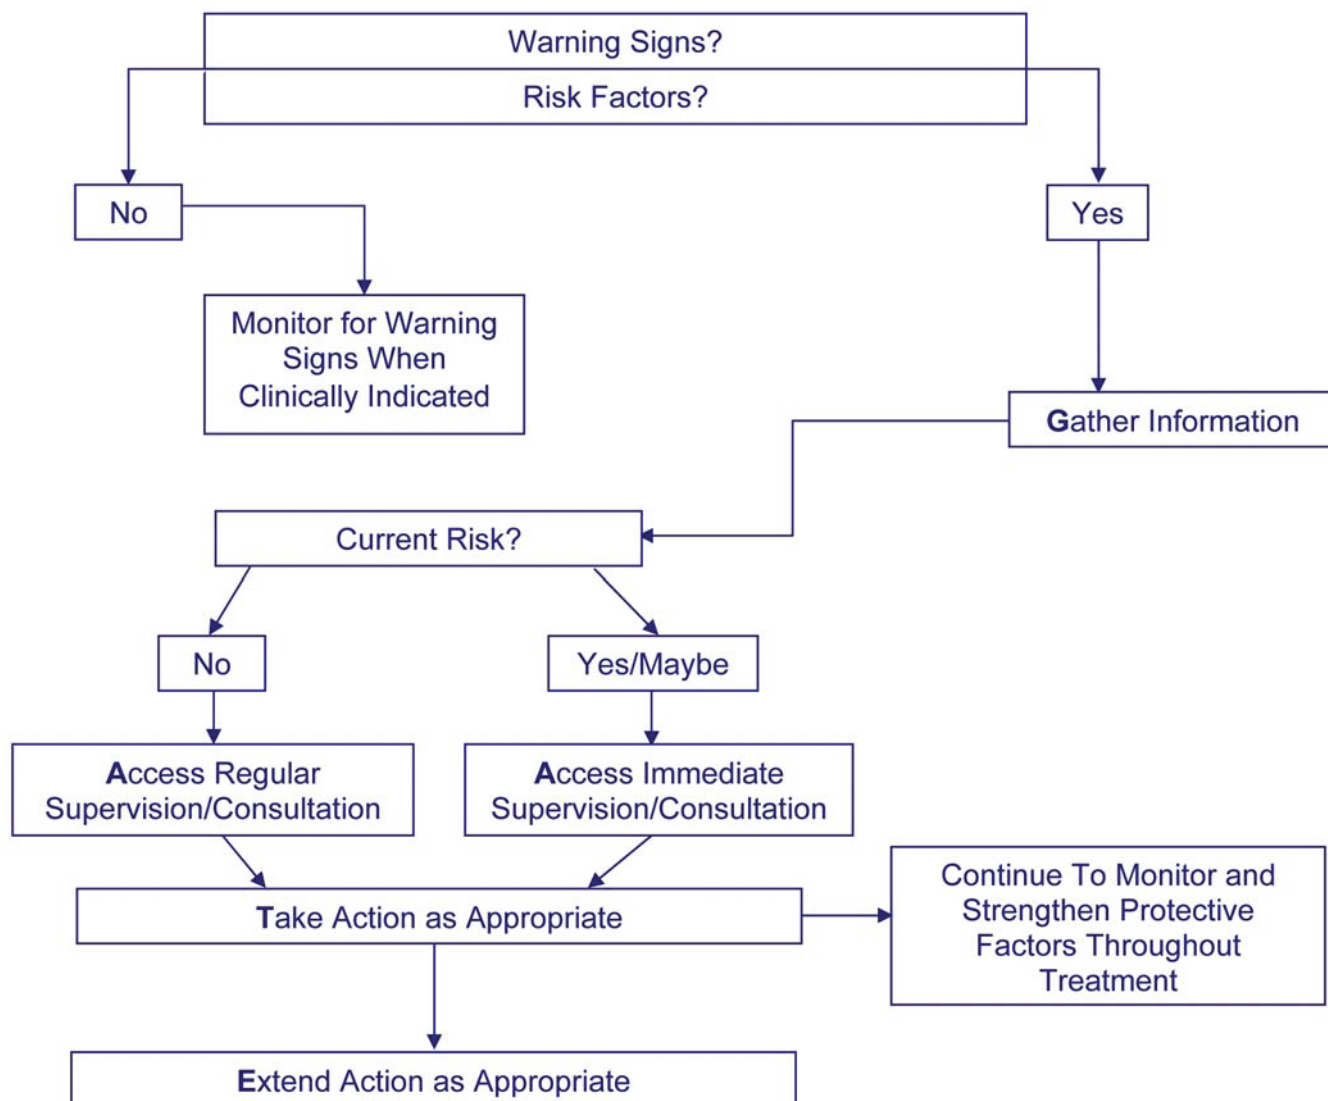 Warning Signs?
Risk Factors?
No
Yes
Monitor for Warning
Signs When
Clinically Indicated
Gather Information
Current Risk?
No
Yes/Maybe
Access Regular
Supervision/Consultation
Access Immediate
Supervision/Consultation
Take Action as Appropriate
Continue To Monitor and
Strengthen Protective
Factors Throughout
Treatment
Extend Action as Appropriate